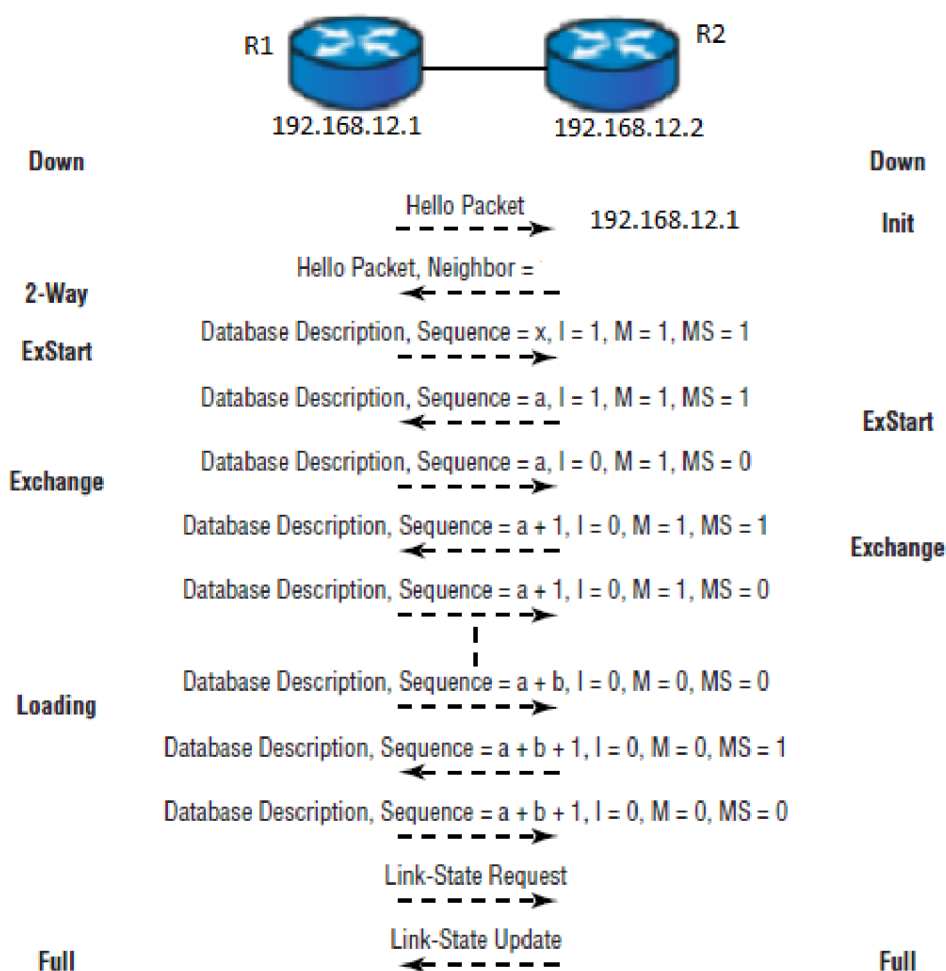 R1
R2
192.168.12.1
192.168.12.2
Down
Down
Hello Packet
192.168.12.1
Init
Hello Packet, Neighbor =
2-Way
Database Description, Sequence = x, I = 1, M = 1, MS = 1
ExStart
Database Description, Sequence = a, I = 1, M = 1, MS = 1
ExStart
Database Description, Sequence = a, I = 0, M = 1, MS = 0
Exchange
Database Description, Sequence = a + 1, I = 0, M = 1, MS = 1
Exchange
Database Description, Sequence = a + 1, I = 0, M = 1, MS = 0
Database Description, Sequence = a + b, I = 0, M = 0, MS = 0
Loading
Database Description, Sequence = a + b + 1, I = 0, M = 0, MS = 1
Database Description, Sequence = a + b + 1, I = 0, M = 0, MS = 0
Link-State Request
Link-State Update
Full
Full